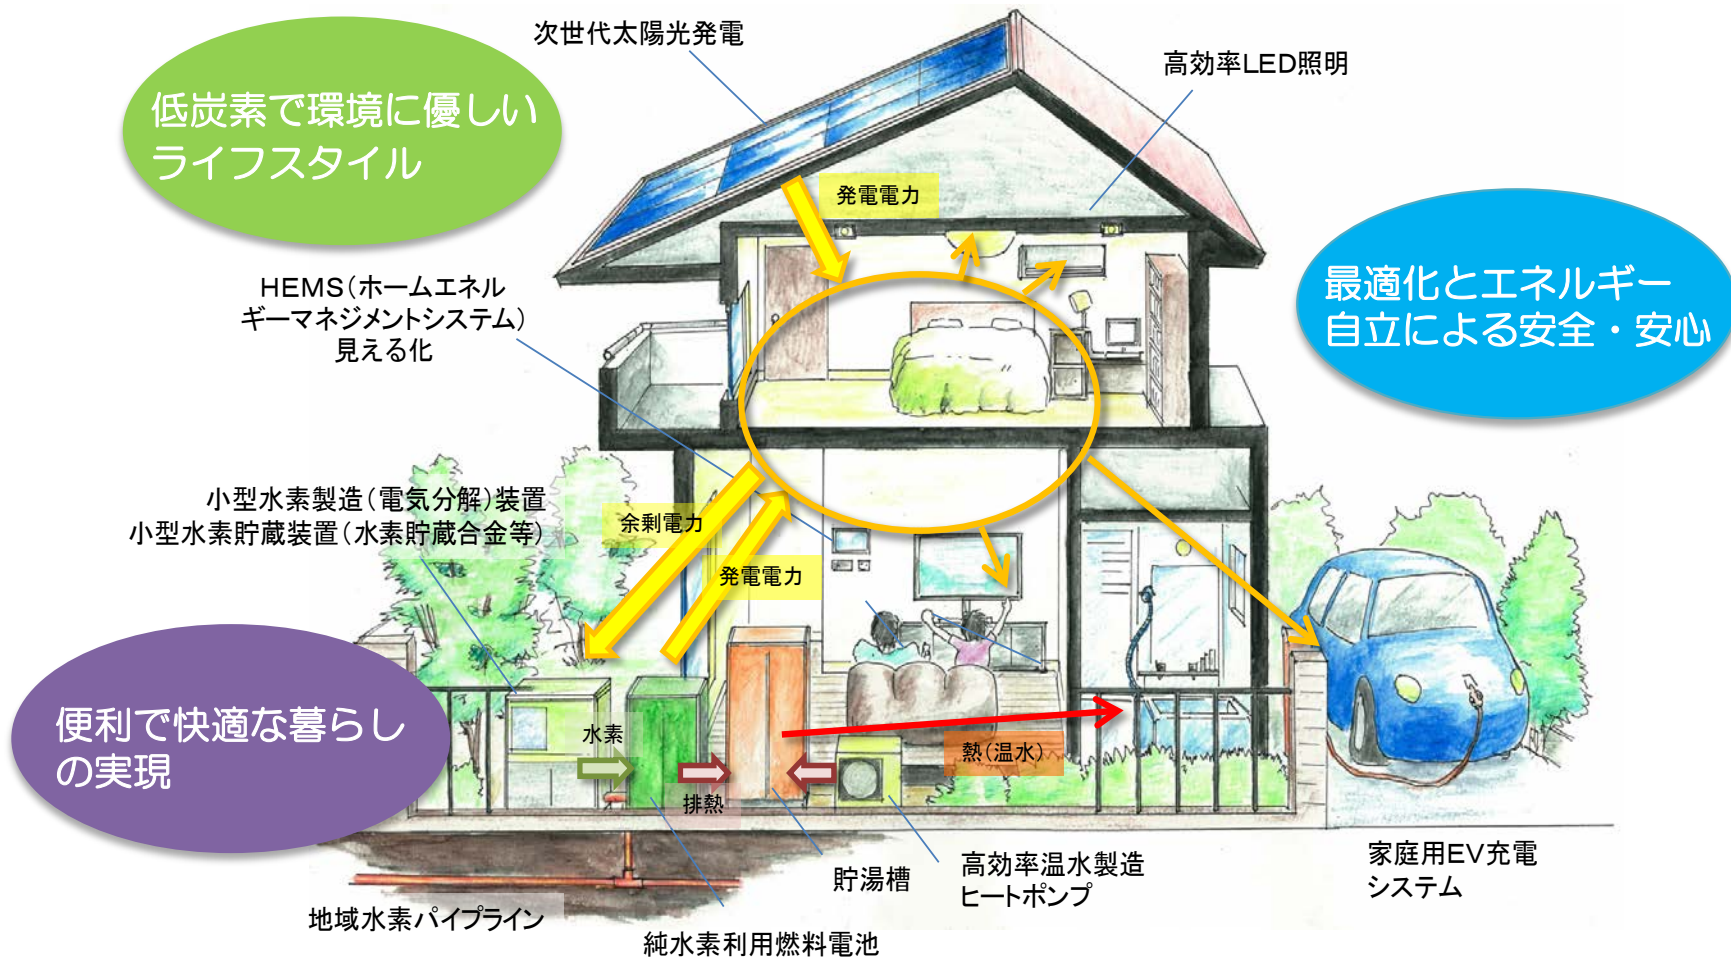 次世代太陽光発電
高効率LED照明
低炭素で環境に優しい
ライフスタイル
発電電力
HEMS(ホームエネル
ギーマネジメントシステム)
見える化
最適化とエネルギー
自立による安全・安心
小型水素製造(電気分解)装置
小型水素貯蔵装置(水素貯蔵合金等)
余剰電力
発電電力
便利で快適な暮らし
の実現
水素
排熱
熱(温水)
貯湯槽
高効率温水製造
ヒートポンプ
家庭用EV充電
システム
地域水素パイプライン
純水素利用燃料電池